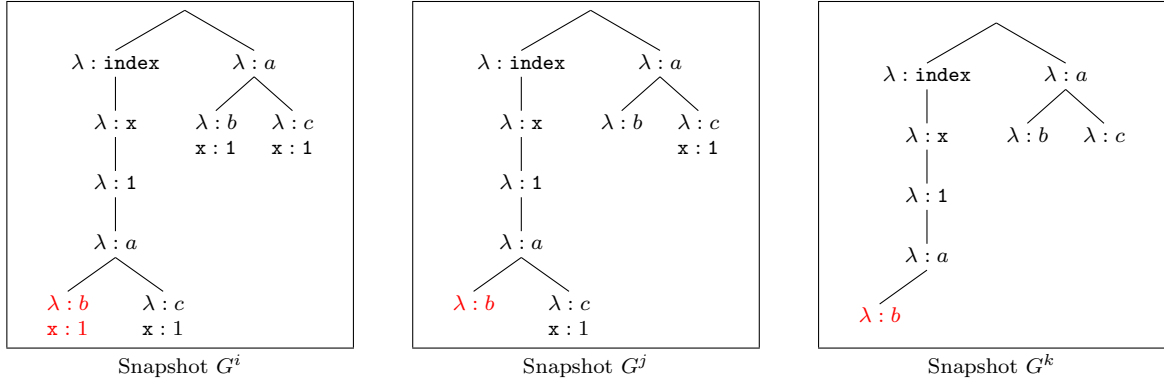 λ : index λ : a
λ : x λ : b λ : c
x : 1 x : 1
λ : 1
λ : a
λ : b λ : c
x : 1 x : 1
Snapshot G^i
λ : index λ : a
λ : x λ : b λ : c
x : 1
λ : 1
λ : a
λ : b λ : c
x : 1
Snapshot G^j
λ : index λ : a
λ : x λ : b λ : c
λ : 1
λ : a
λ : b
Snapshot G^k